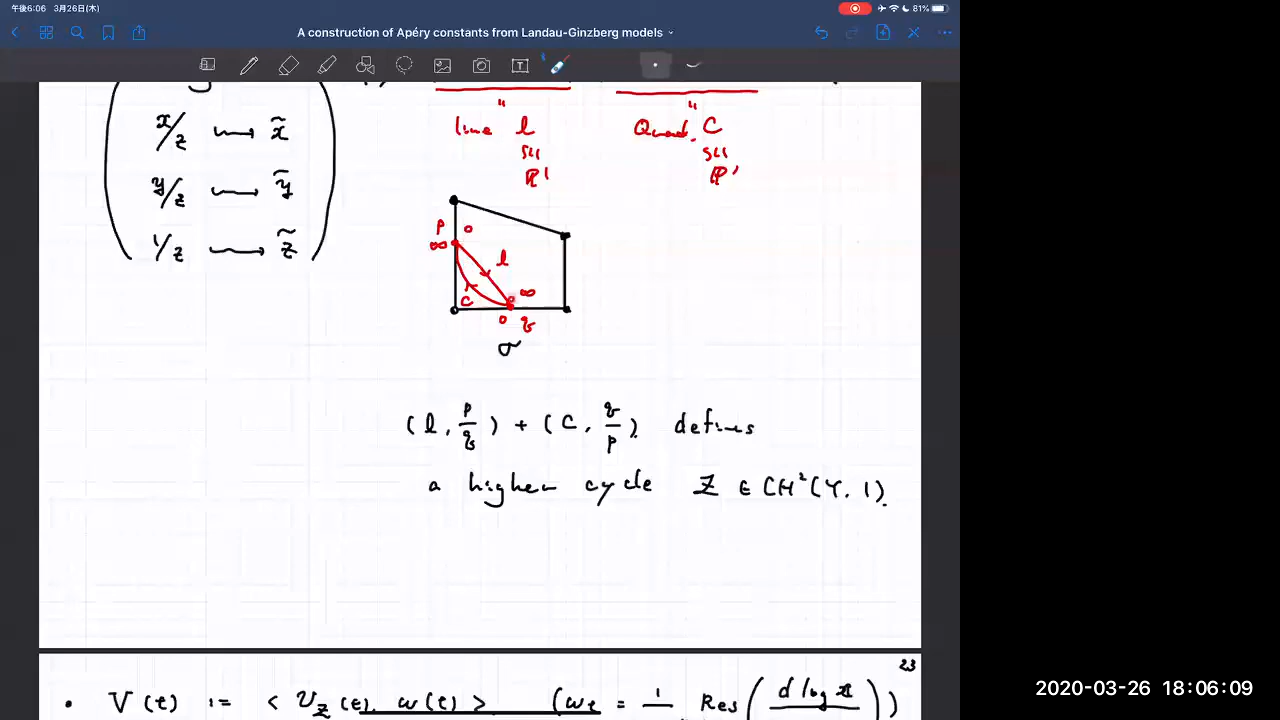 午後6:06 3月26日(木)
81%
A construction of Apéry constants from Landau-Ginzberg models
x/z ⟼ x̃
y/z ⟼ ỹ
1/z ⟼ z̃
"
"
line l
Quad. C
ℙ¹
ℙ¹
P 0
∞
l
C
∞
0 q
σ
(l, p/q) + (C, q/p) defines
a higher cycle Z ∈ CH²(Y, 1).
23
• V(t) := < ν_Z(t), ω(t) > (ω_t = 1 Res( d log x
2020-03-26 18:06:09